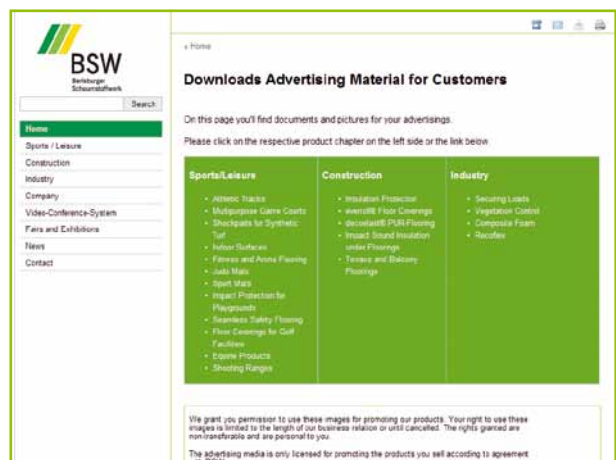 BSW
Berleburger
Schaumstoffwerk
Search
Home
Sports / Leisure
Construction
Industry
Company
Video-Conference-System
Fairs and Exhibitions
News
Contact
» Home
Downloads Advertising Material for Customers
On this page you'll find documents and pictures for your advertisings.
Please click on the respective product chapter on the left side or the link below.
Sports/Leisure
• Athletic Tracks
• Multipurpose Game Courts
• Shockpads for Synthetic
Turf
• Indoor Surfaces
• Fitness and Arena Flooring
• Judo Mats
• Sport Mats
• Impact Protection for
Playgrounds
• Seamless Safety Flooring
• Floor Coverings for Golf
Facilities
• Equine Products
• Shooting Ranges
Construction
• Insulation Protection
• everroll® Floor Coverings
• decoelast® PUR-Flooring
• Impact Sound Insulation
under Floorings
• Terrace and Balcony
Floorings
Industry
• Securing Loads
• Vegetation Control
• Composite Foam
• Recoflex
We grant you permission to use these images for promoting our products. Your right to use these
images is limited to the length of our business relation or until cancelled. The rights granted are
non-transferable and are personal to you.
The advertising media is only licensed for promoting the products you sell according to agreement